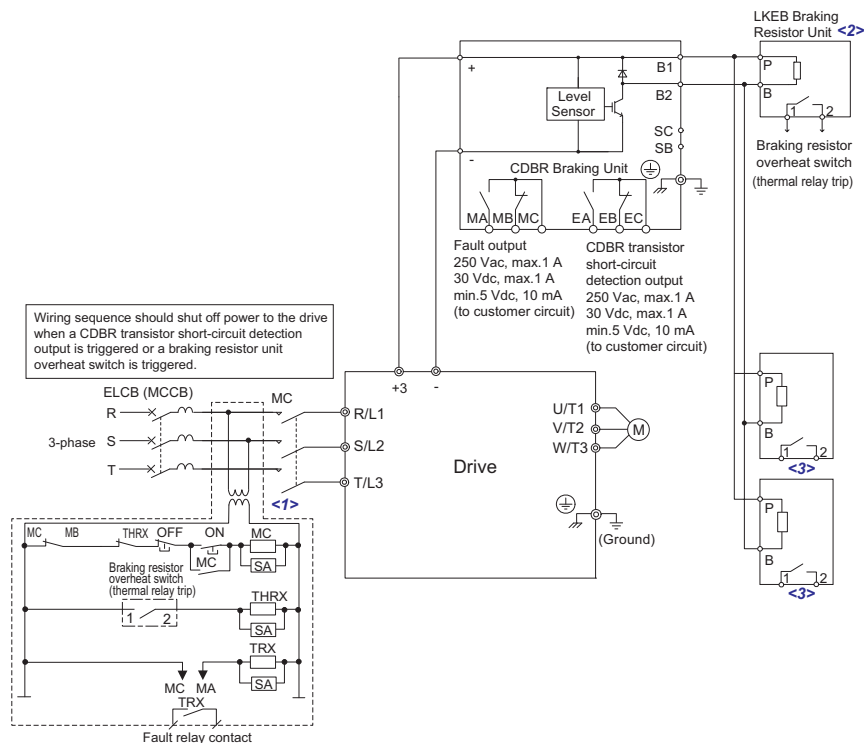 LKEB Braking
Resistor Unit <2>
+
-
Level
Sensor
B1
B2
SC
SB
P
B
1 2
Braking resistor
overheat switch
(thermal relay trip)
CDBR Braking Unit
MA MB MC
EA EB EC
Fault output
250 Vac, max.1 A
30 Vdc, max.1 A
min.5 Vdc, 10 mA
(to customer circuit)
CDBR transistor
short-circuit
detection output
250 Vac, max.1 A
30 Vdc, max.1 A
min.5 Vdc, 10 mA
(to customer circuit)
Wiring sequence should shut off power to the drive
when a CDBR transistor short-circuit detection
output is triggered or a braking resistor unit
overheat switch is triggered.
ELCB (MCCB)
MC
R
3-phase S
T
<1>
+3 -
R/L1
S/L2
T/L3
Drive
U/T1
V/T2
W/T3
M
(Ground)
P
B
1 2
<3>
P
B
1 2
<3>
MC MB THRX OFF ON MC
MC
SA
Braking resistor
overheat switch
(thermal relay trip)
1 2
THRX
SA
TRX
SA
MC MA
TRX
Fault relay contact